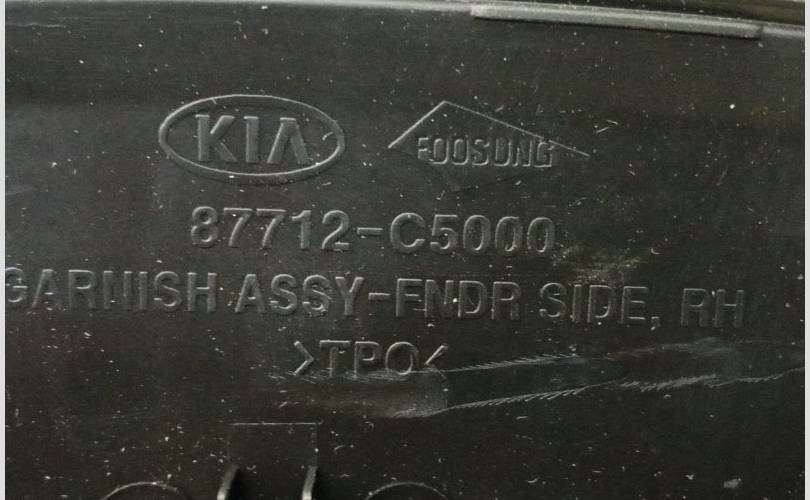 KIA FOOSUNG
87712-C5000
GARNISH ASSY-FNDR SIDE, RH
>TPO<